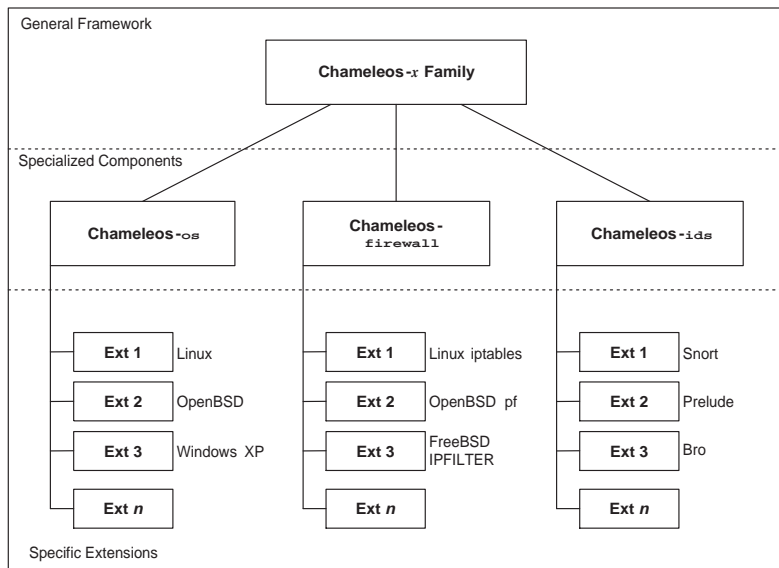 General Framework
Chameleos-x Family
Specialized Components
Chameleos-os
Chameleos-
firewall
Chameleos-ids
Ext 1 Linux
Ext 2 OpenBSD
Ext 3 Windows XP
Ext n
Ext 1 Linux iptables
Ext 2 OpenBSD pf
Ext 3 FreeBSD
IPFILTER
Ext n
Ext 1 Snort
Ext 2 Prelude
Ext 3 Bro
Ext n
Specific Extensions